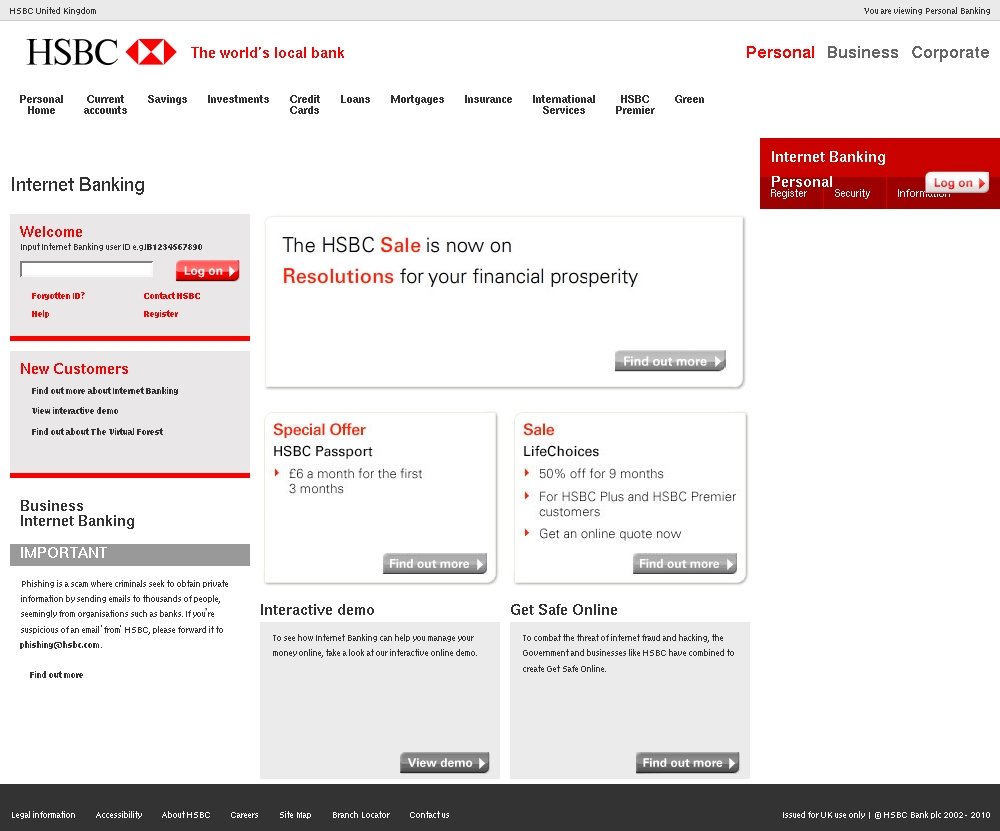 HSBC United Kingdom
You are viewing Personal Banking
HSBC
The world's local bank
Personal Business Corporate
Personal Home
Current accounts
Savings
Investments
Credit Cards
Loans
Mortgages
Insurance
International Services
HSBC Premier
Green
Internet Banking
Personal
Log on
Register
Security
Information
Internet Banking
Welcome
Input Internet Banking user ID e.g.IB1234567890
Log on
Forgotten ID?
Contact HSBC
Help
Register
The HSBC Sale is now on
Resolutions for your financial prosperity
Find out more
New Customers
Find out more about Internet Banking
View interactive demo
Find out about The Virtual Forest
Special Offer
HSBC Passport
£6 a month for the first
3 months
Find out more
Sale
LifeChoices
50% off for 9 months
For HSBC Plus and HSBC Premier
customers
Get an online quote now
Find out more
Business
Internet Banking
IMPORTANT
Phishing is a scam where criminals seek to obtain private
information by sending emails to thousands of people,
seemingly from organisations such as banks. If you're
suspicious of an email 'from' HSBC, please forward it to
phishing@hsbc.com.
Find out more
Interactive demo
To see how Internet Banking can help you manage your
money online, take a look at our interactive online demo.
View demo
Get Safe Online
To combat the threat of internet fraud and hacking, the
Government and businesses like HSBC have combined to
create Get Safe Online.
Find out more
Legal information
Accessibility
About HSBC
Careers
Site Map
Branch Locator
Contact us
Issued for UK use only | © HSBC Bank plc 2002 - 2010